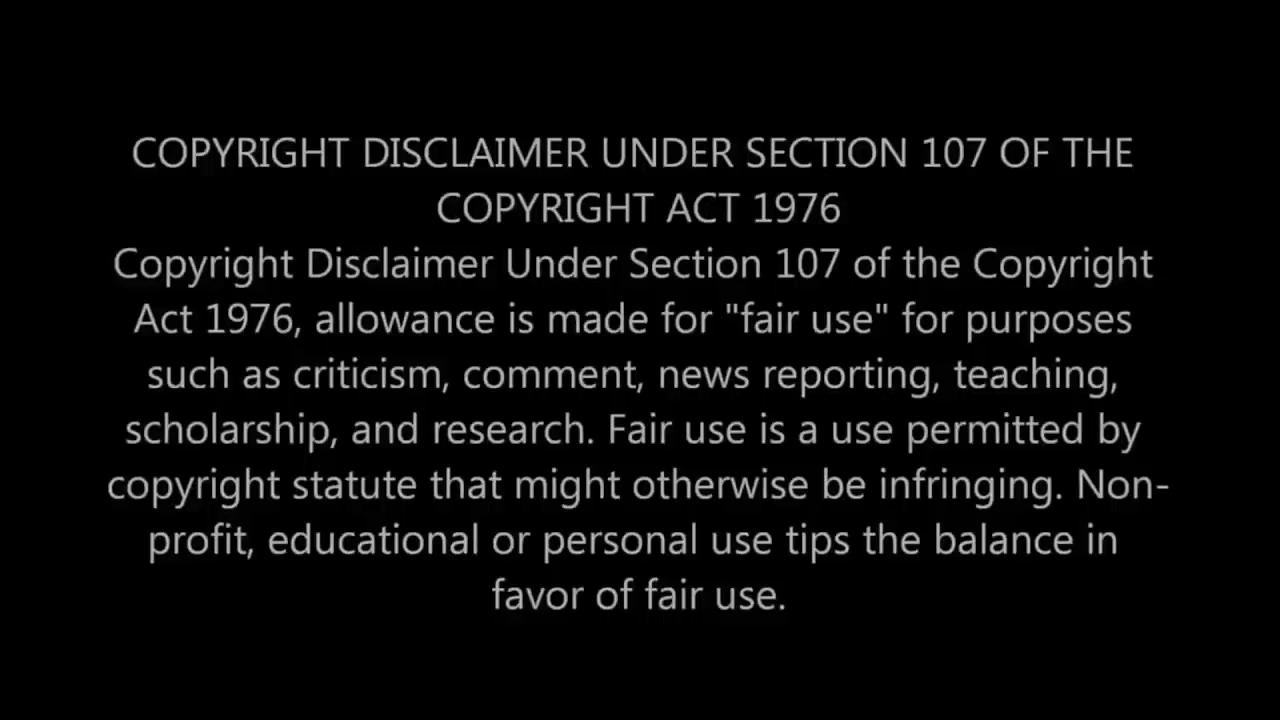 COPYRIGHT DISCLAIMER UNDER SECTION 107 OF THE
COPYRIGHT ACT 1976
Copyright Disclaimer Under Section 107 of the Copyright
Act 1976, allowance is made for "fair use" for purposes
such as criticism, comment, news reporting, teaching,
scholarship, and research. Fair use is a use permitted by
copyright statute that might otherwise be infringing. Non-
profit, educational or personal use tips the balance in
favor of fair use.